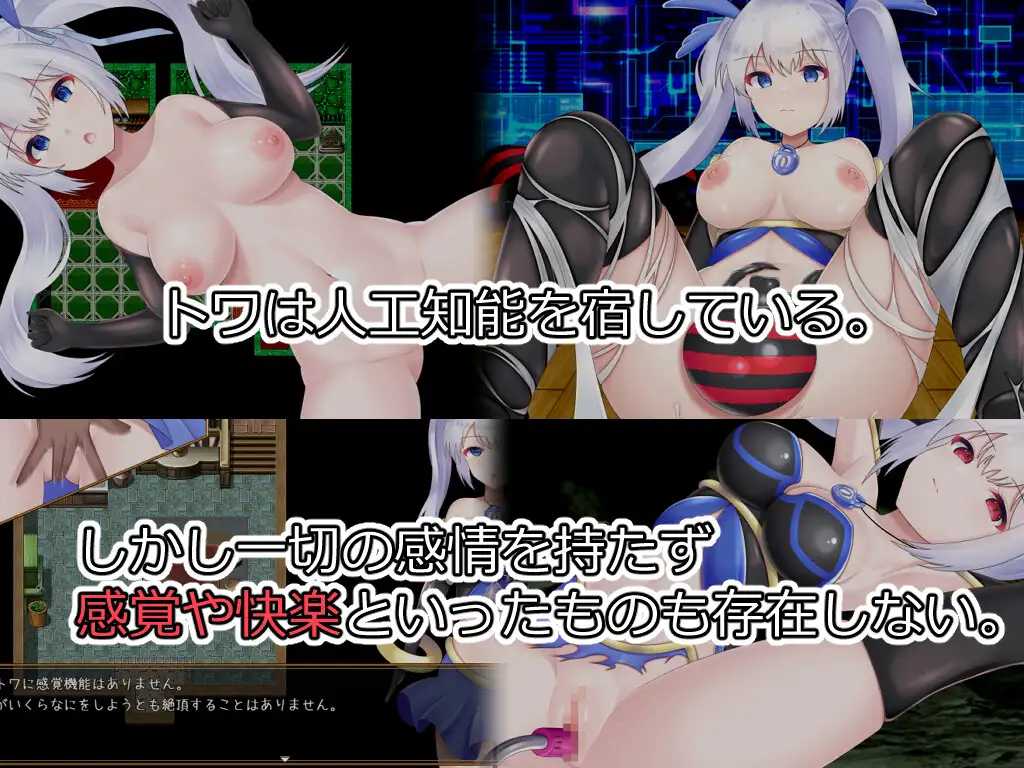 トワは人工知能を宿している。
しかし一切の感情を持たず
感覚や快楽といったものも存在しない。
トワに感覚機能はありません。
がいくらなにをしようとも絶頂することはありません。